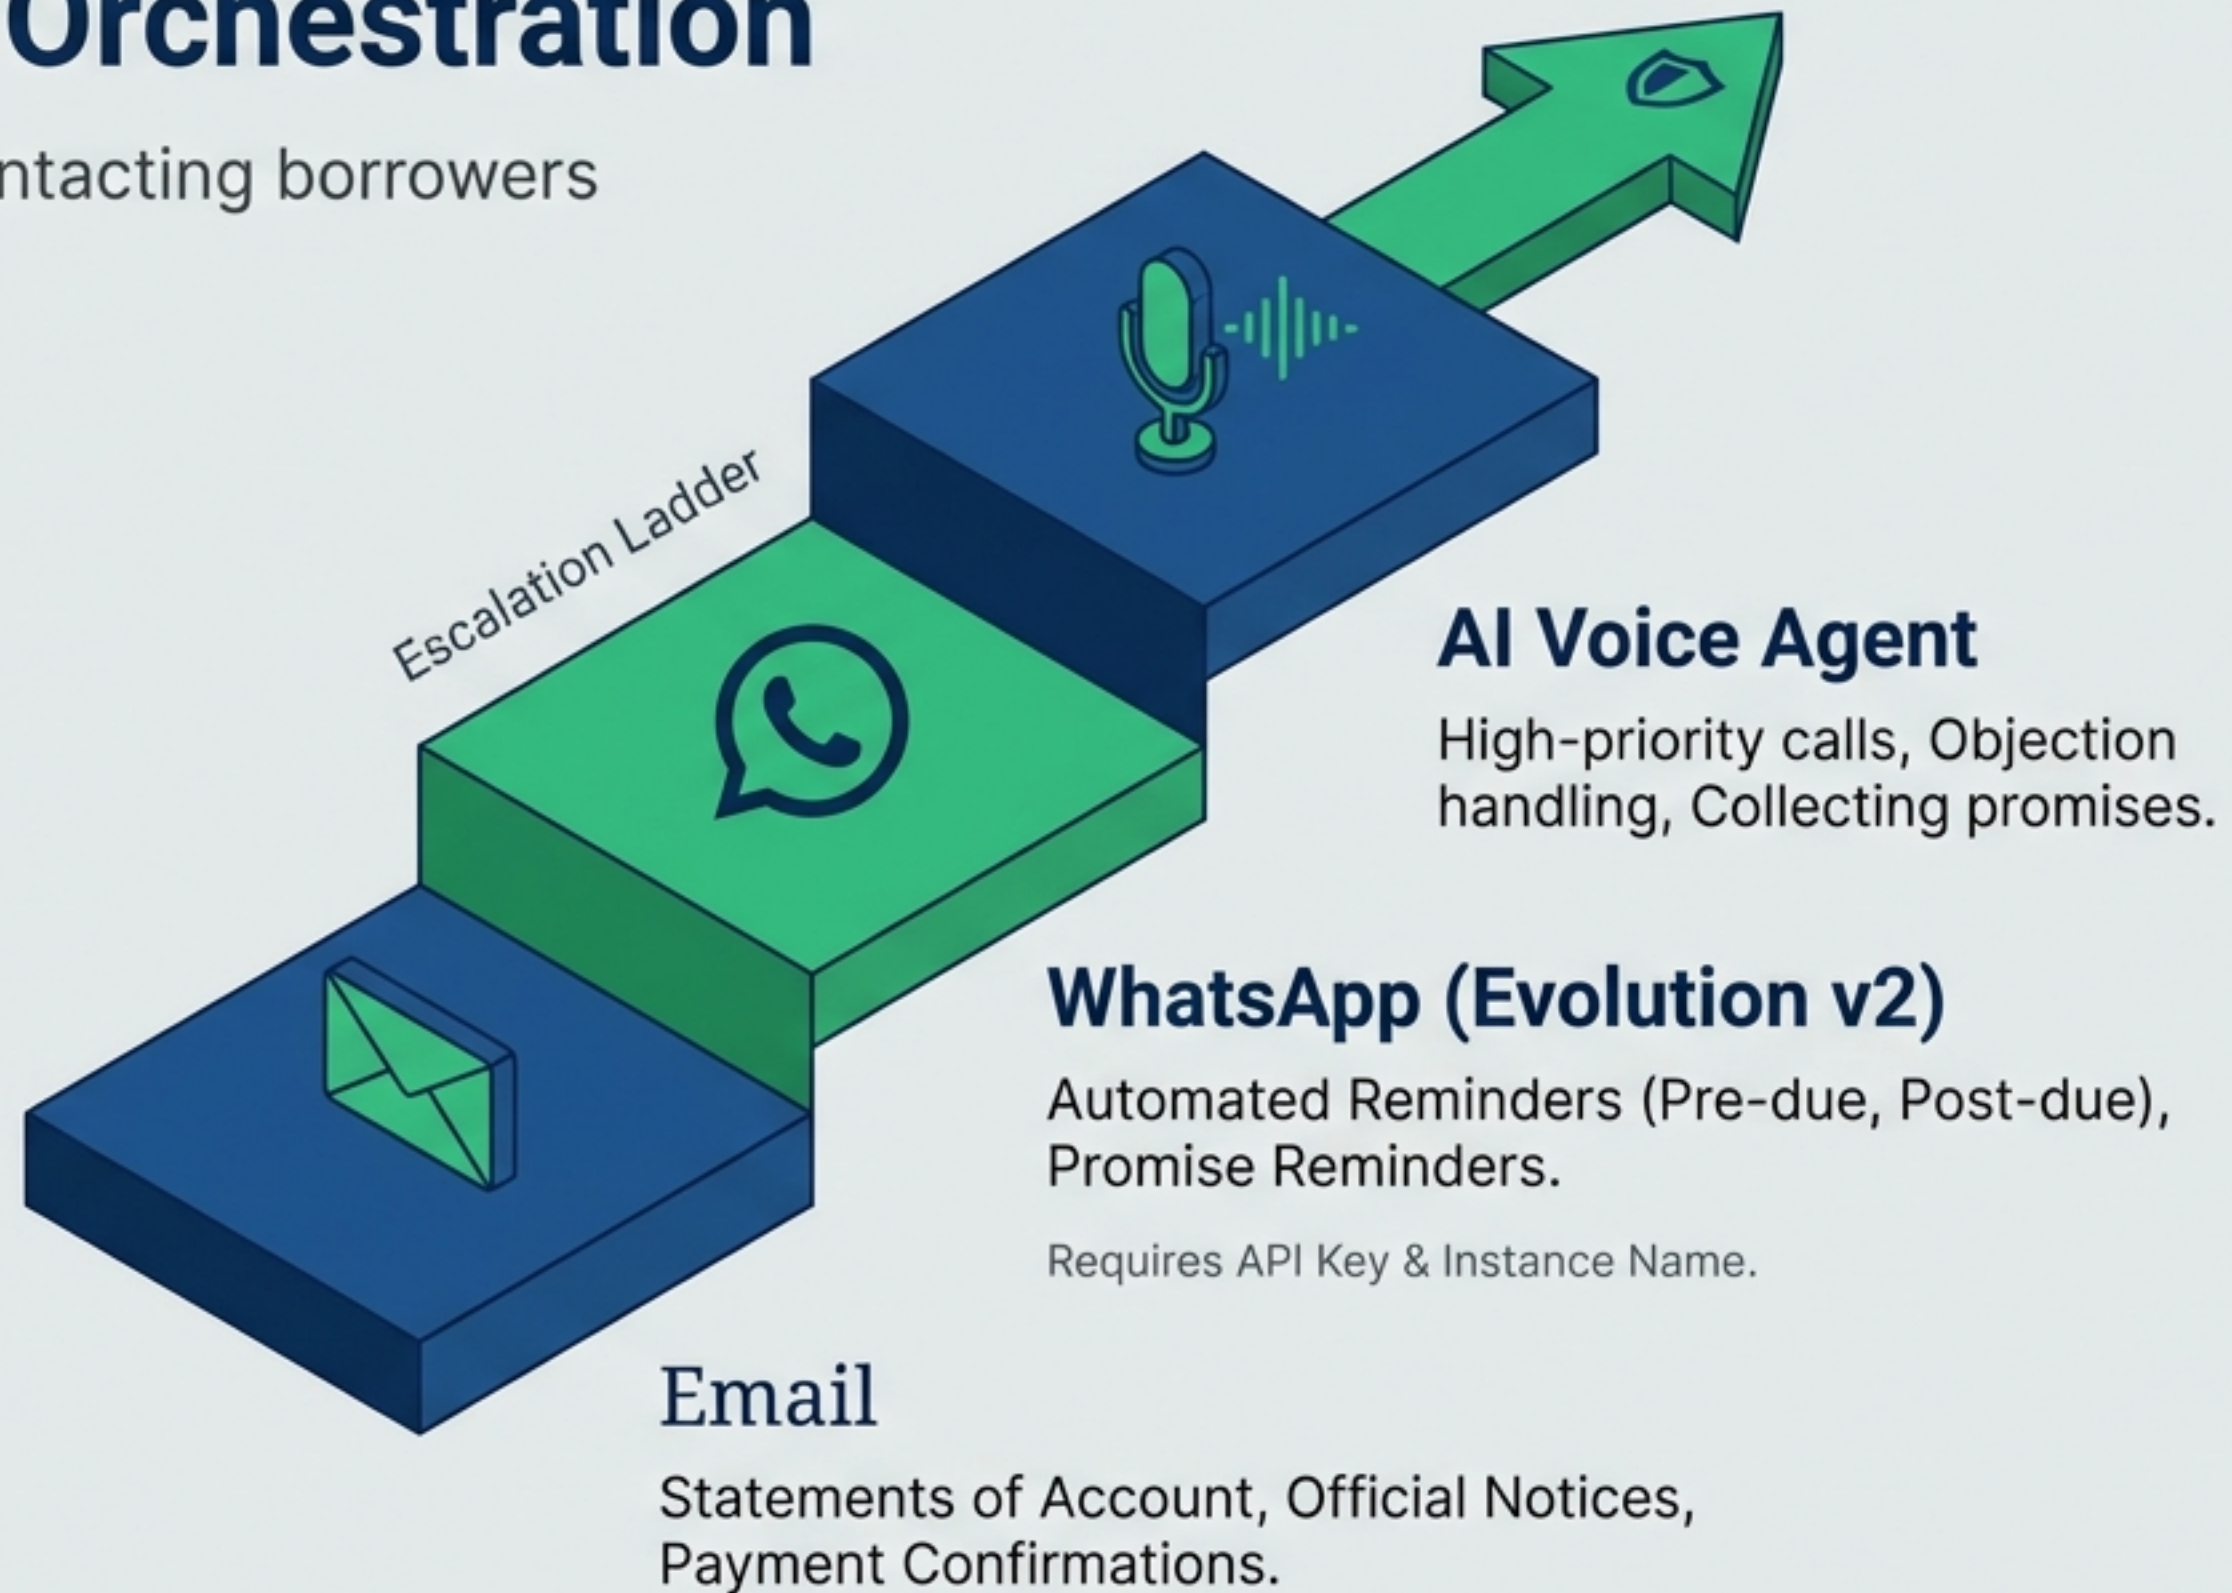 Orchestration
ntacting borrowers
Escalation Ladder
AI Voice Agent
High-priority calls, Objection
handling, Collecting promises.
WhatsApp (Evolution v2)
Automated Reminders (Pre-due, Post-due),
Promise Reminders.
Requires API Key & Instance Name.
Email
Statements of Account, Official Notices,
Payment Confirmations.